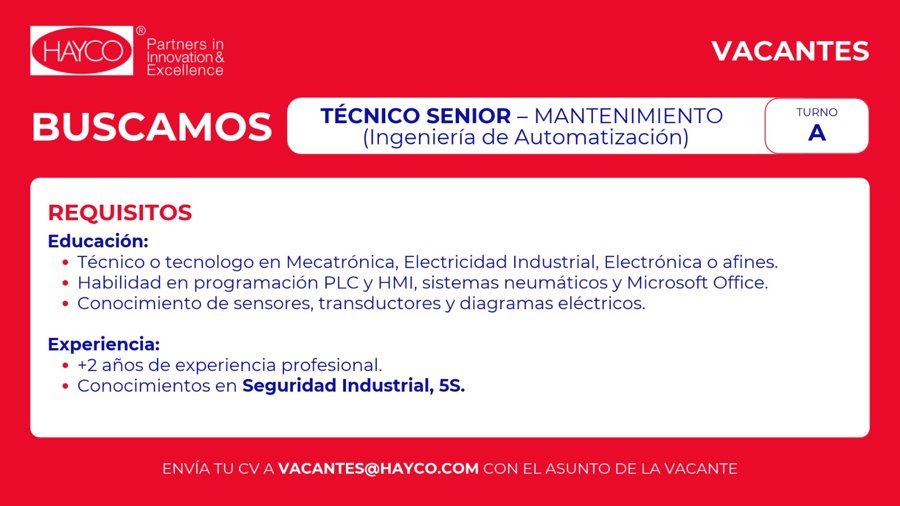 HAYCO®
Partners in
Innovation &
Excellence
VACANTES
BUSCAMOS
TÉCNICO SENIOR – MANTENIMIENTO
(Ingeniería de Automatización)
TURNO
A
REQUISITOS
Educación:
• Técnico o tecnologo en Mecatrónica, Electricidad Industrial, Electrónica o afines.
• Habilidad en programación PLC y HMI, sistemas neumáticos y Microsoft Office.
• Conocimiento de sensores, transductores y diagramas eléctricos.
Experiencia:
• +2 años de experiencia profesional.
• Conocimientos en Seguridad Industrial, 5S.
ENVÍA TU CV A VACANTES@HAYCO.COM CON EL ASUNTO DE LA VACANTE